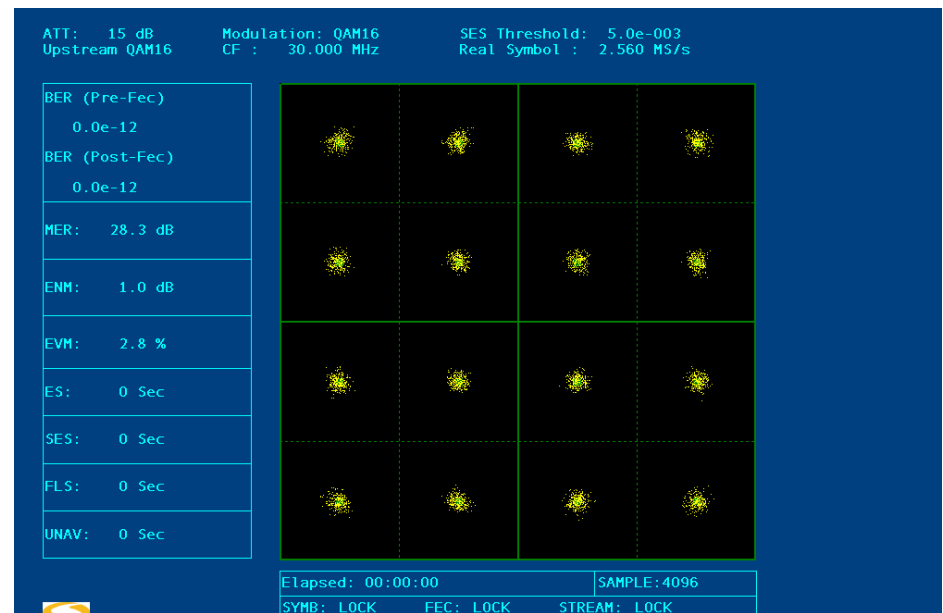 ATT: 15 dB Modulation: QAM16 SES Threshold: 5.0e-003
Upstream QAM16 CF : 30.000 MHz Real Symbol : 2.560 MS/s
BER (Pre-Fec)
0.0e-12
BER (Post-Fec)
0.0e-12
MER: 28.3 dB
ENM: 1.0 dB
EVM: 2.8 %
ES: 0 Sec
SES: 0 Sec
FLS: 0 Sec
UNAV: 0 Sec
Elapsed: 00:00:00 SAMPLE:4096
SYMB: LOCK FEC: LOCK STREAM: LOCK